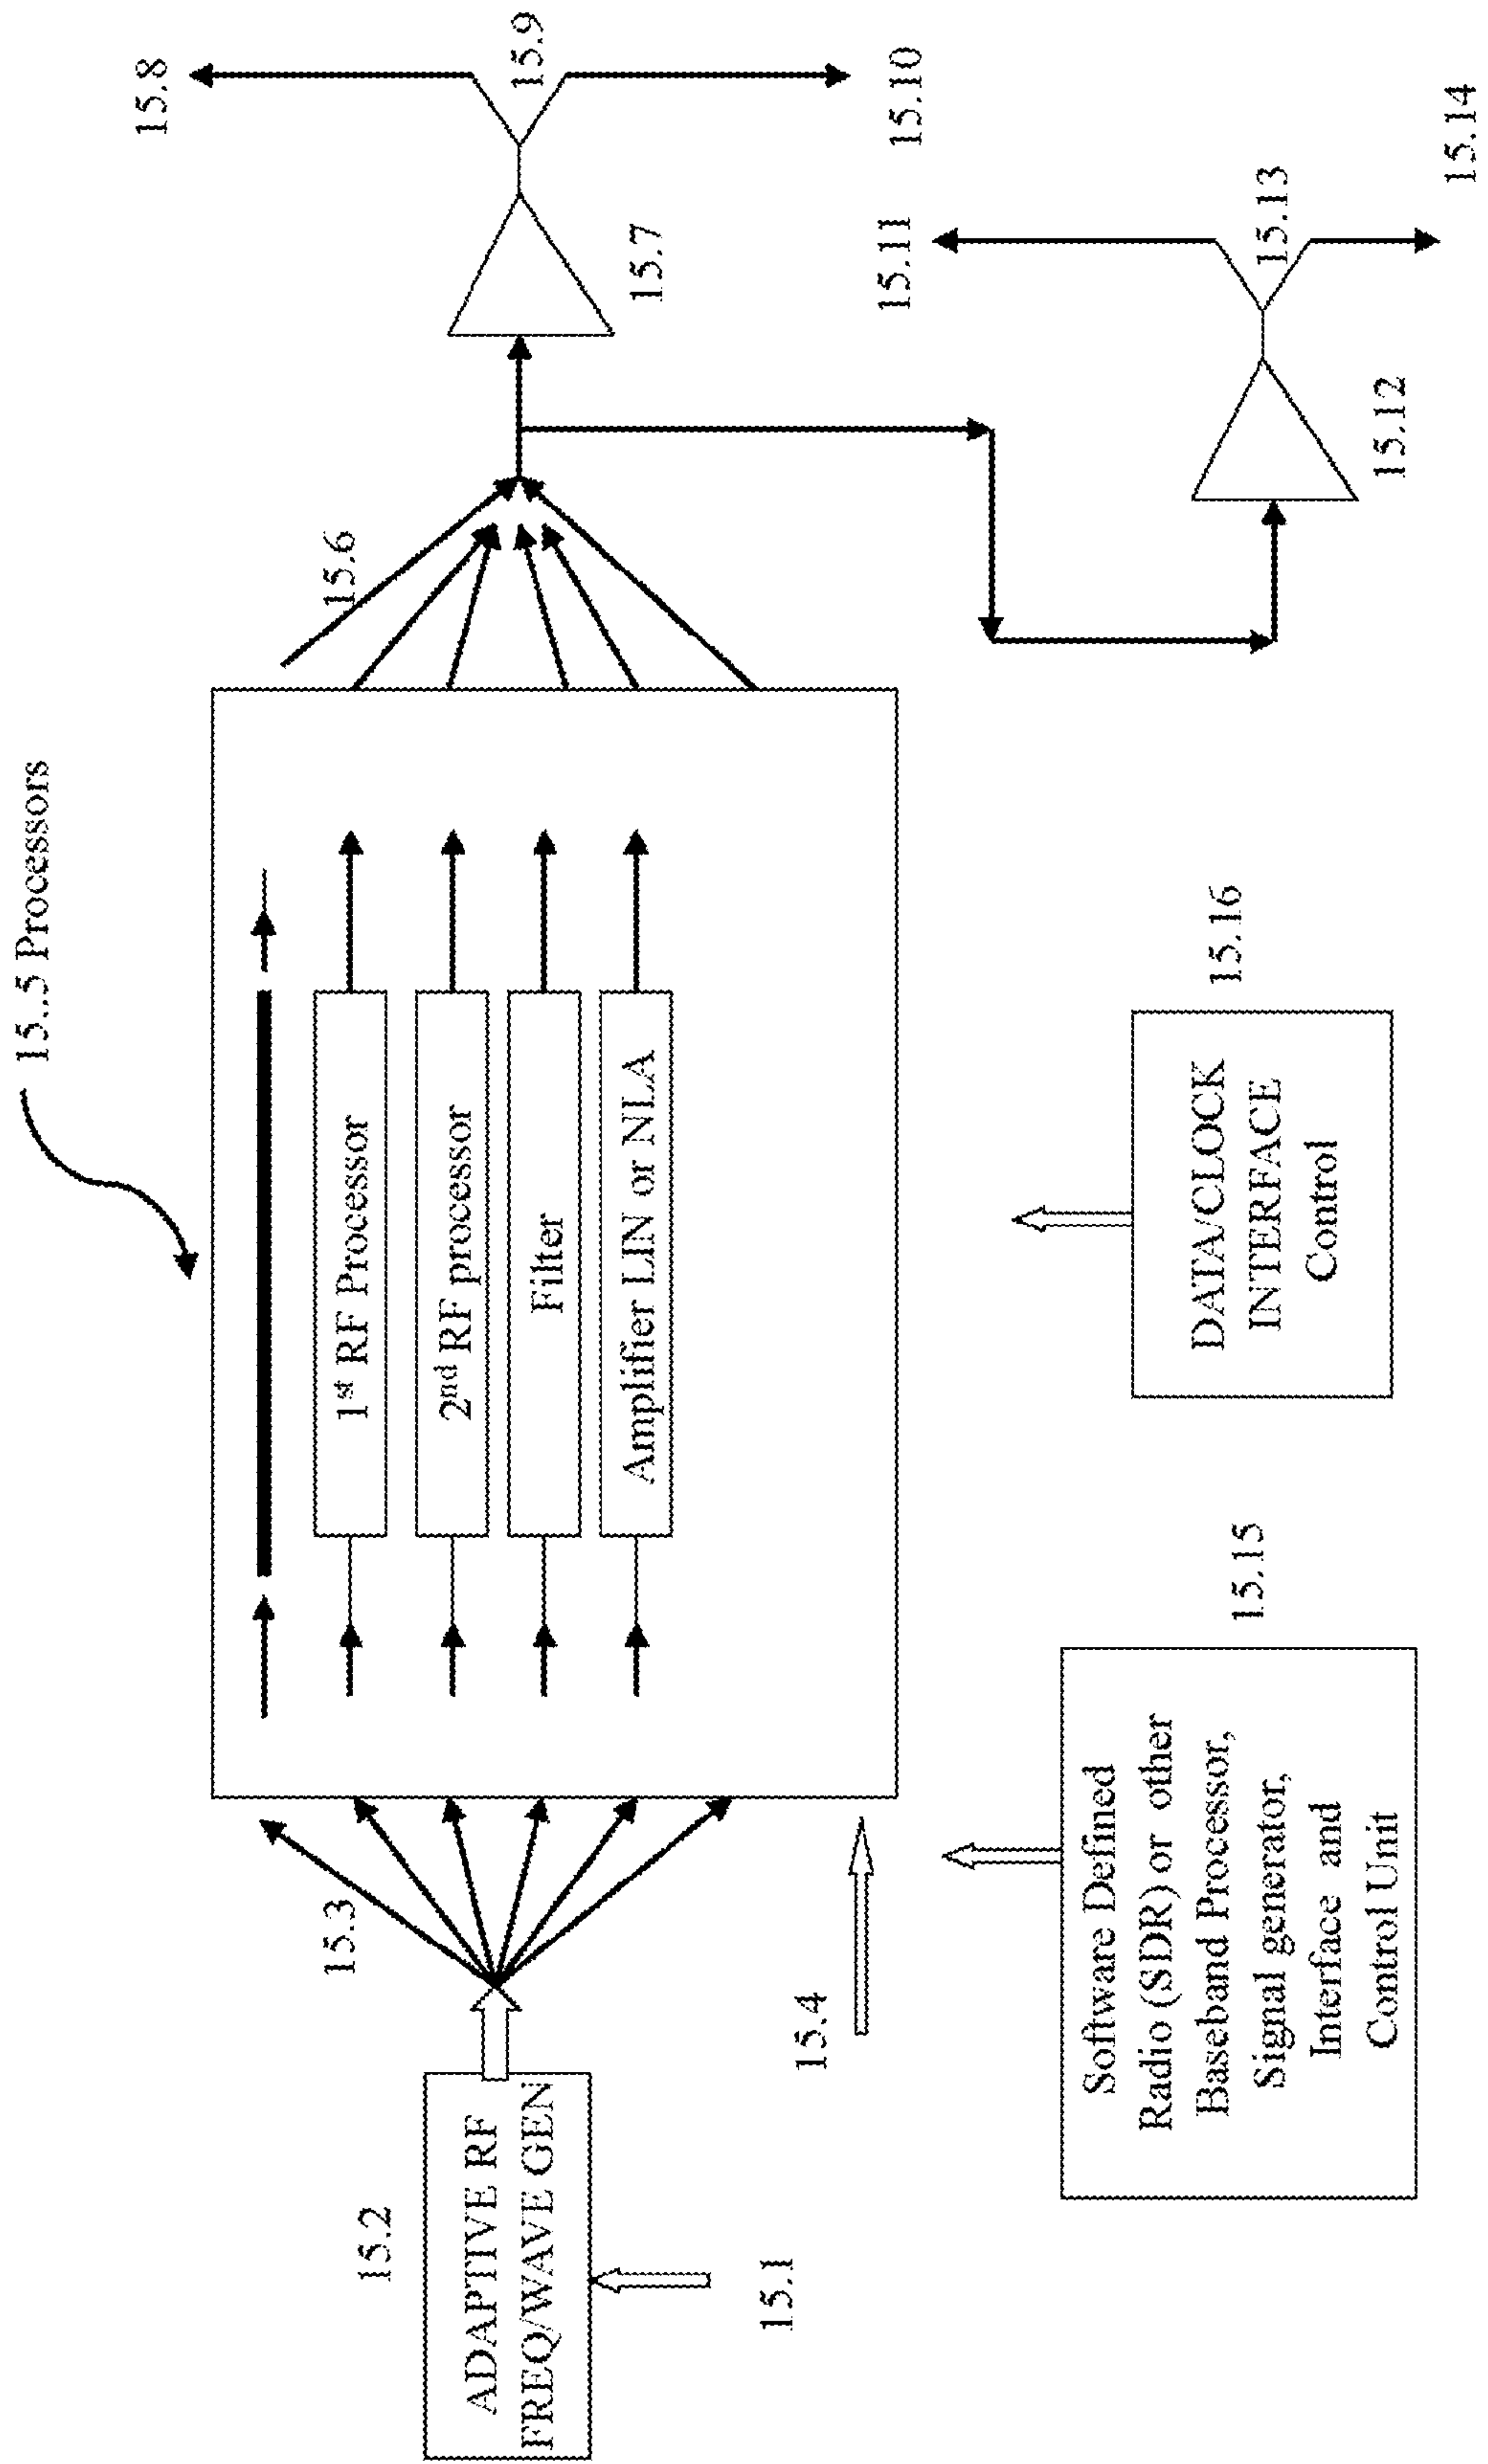 15..5 Processors
15.8
15.9
15.6
15.10
15.7
15.3
1st RF Processor
2nd RF processor
Filter
Amplifier LIN or NLA
15.2
ADAPTIVE RF
FREQ/WAVE GEN
15.1
15.4
15.11
15.13
15.12
15.14
15.15
Software Defined
Radio (SDR) or other
Baseband Processor,
Signal generator,
Interface and
Control Unit
15.16
DATA/CLOCK
INTERFACE
Control